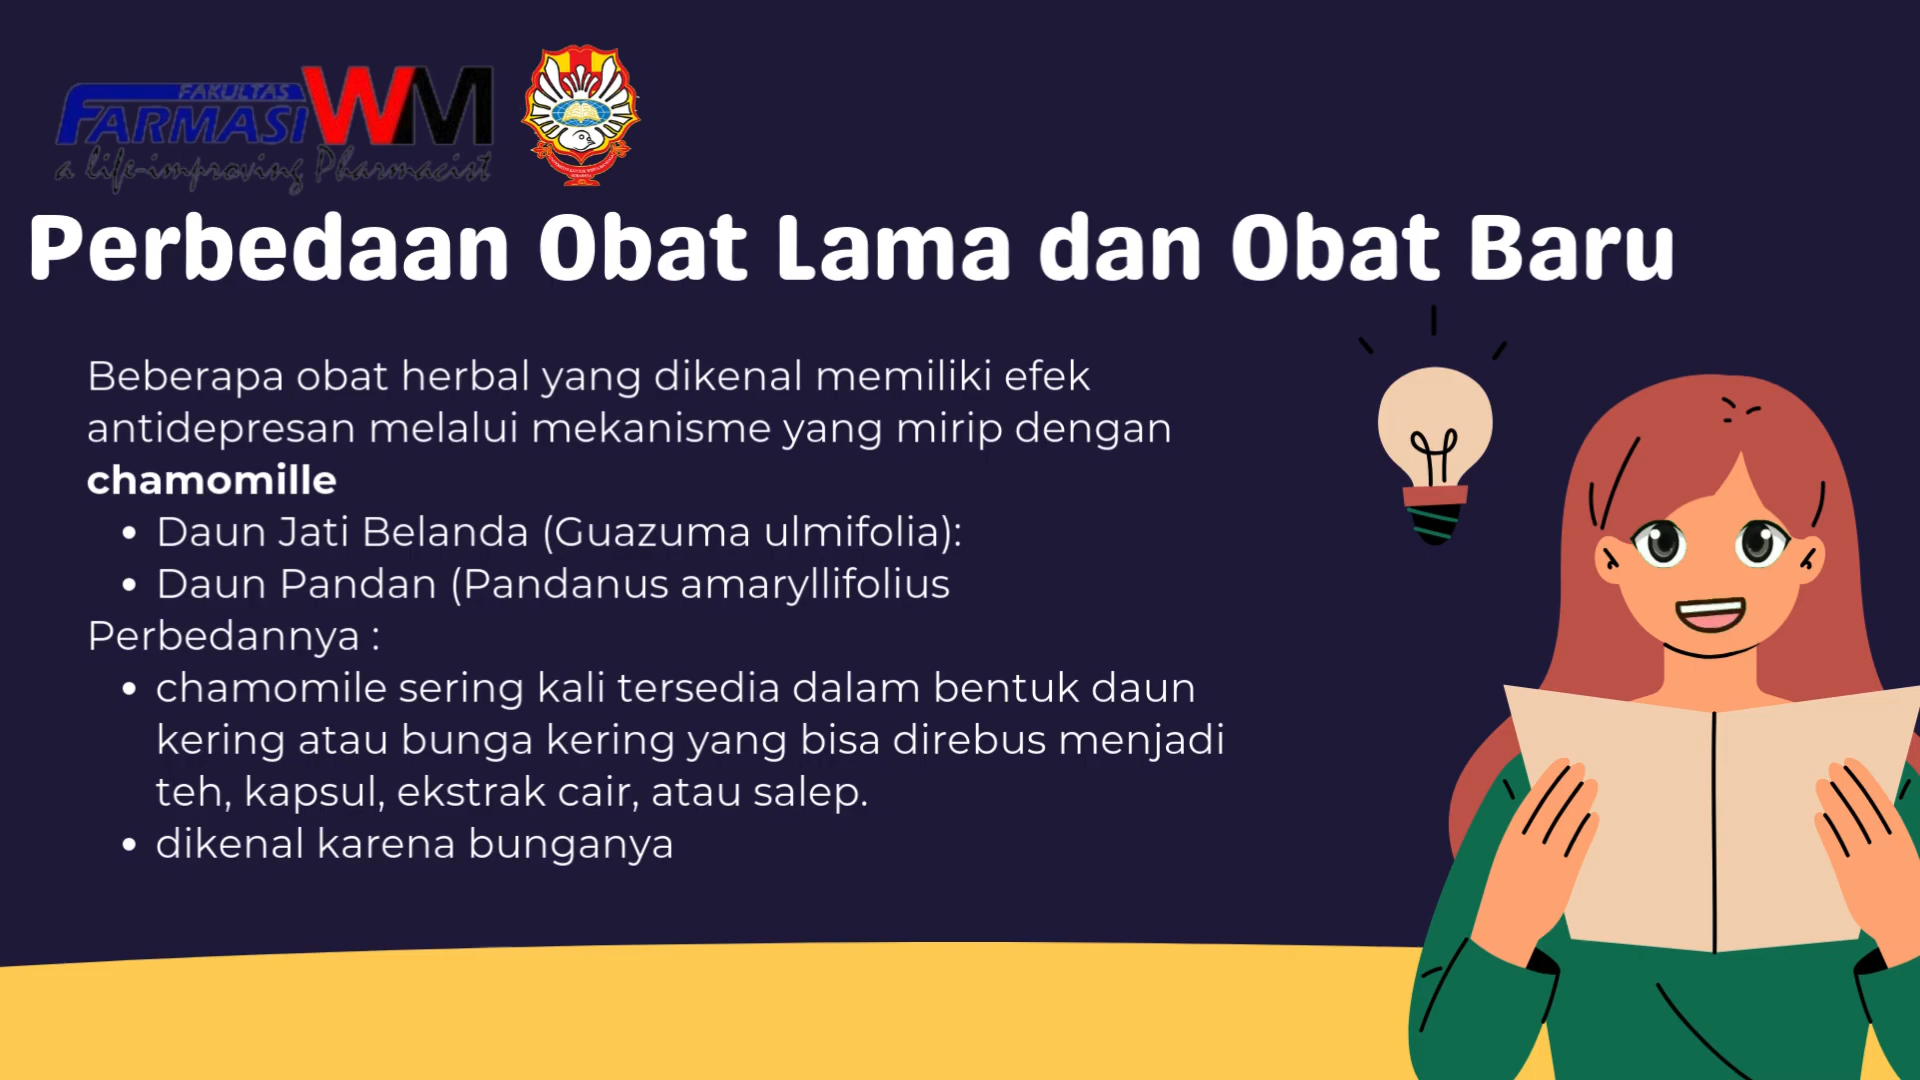 FAKULTAS
FARMASI WM
a life-improving Pharmacist
Perbedaan Obat Lama dan Obat Baru
Beberapa obat herbal yang dikenal memiliki efek
antidepresan melalui mekanisme yang mirip dengan
chamomille
• Daun Jati Belanda (Guazuma ulmifolia):
• Daun Pandan (Pandanus amaryllifolius
Perbedannya :
• chamomile sering kali tersedia dalam bentuk daun
kering atau bunga kering yang bisa direbus menjadi
teh, kapsul, ekstrak cair, atau salep.
• dikenal karena bunganya